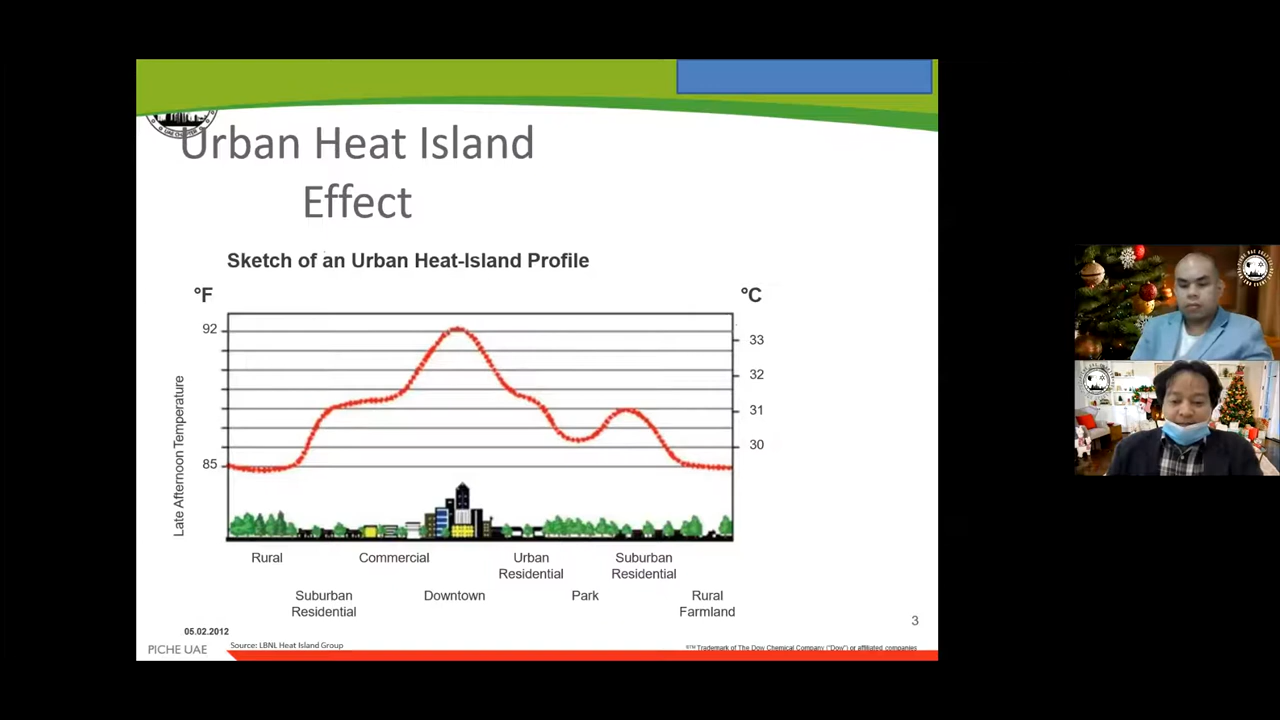 Urban Heat Island
Effect
Sketch of an Urban Heat-Island Profile
°F
°C
92
85
33
32
31
30
Late Afternoon Temperature
Rural
Commercial
Urban
Residential
Suburban
Residential
Suburban
Residential
Downtown
Park
Rural
Farmland
3
05.02.2012
PICHE UAE
Source: LBNL Heat Island Group
®™ Trademark of The Dow Chemical Company ("Dow") or affiliated companies